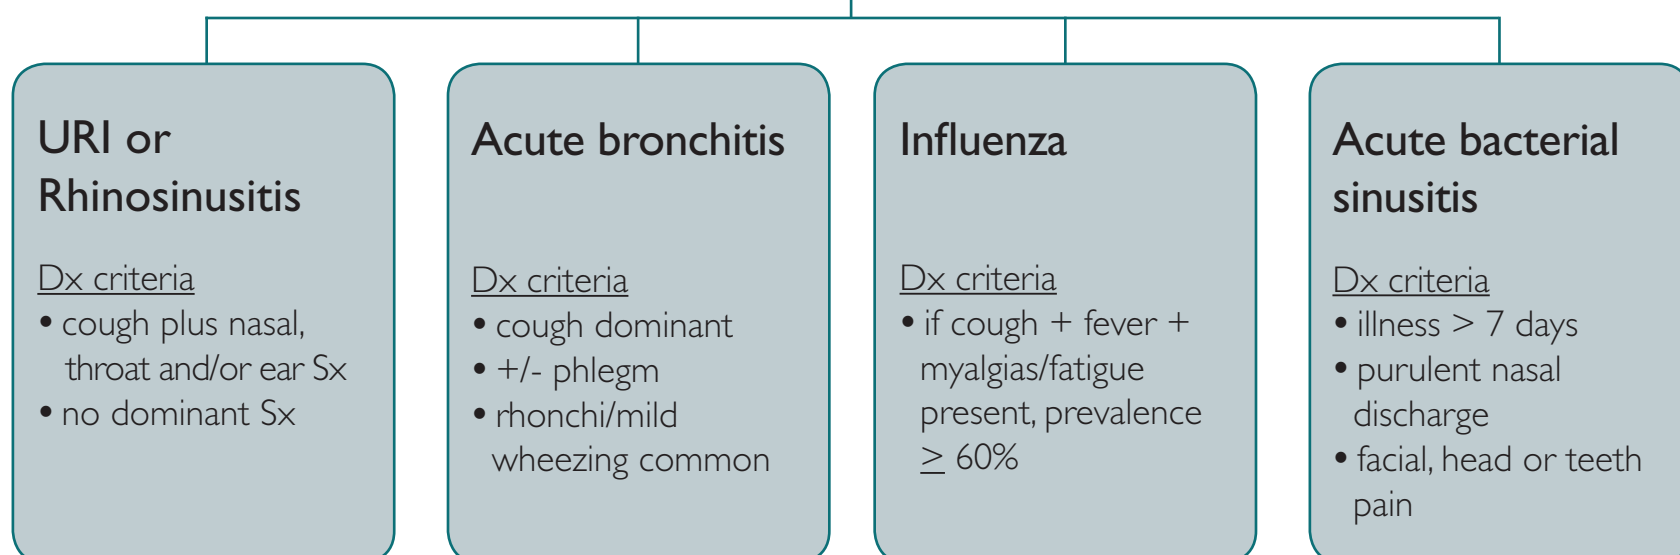 URI or
Rhinosinusitis
Dx criteria
• cough plus nasal,
throat and/or ear Sx
• no dominant Sx
Acute bronchitis
Dx criteria
• cough dominant
• +/- phlegm
• rhonchi/mild
wheezing common
Influenza
Dx criteria
• if cough + fever +
myalgias/fatigue
present, prevalence
≥ 60%
Acute bacterial
sinusitis
Dx criteria
• illness > 7 days
• purulent nasal
discharge
• facial, head or teeth
pain